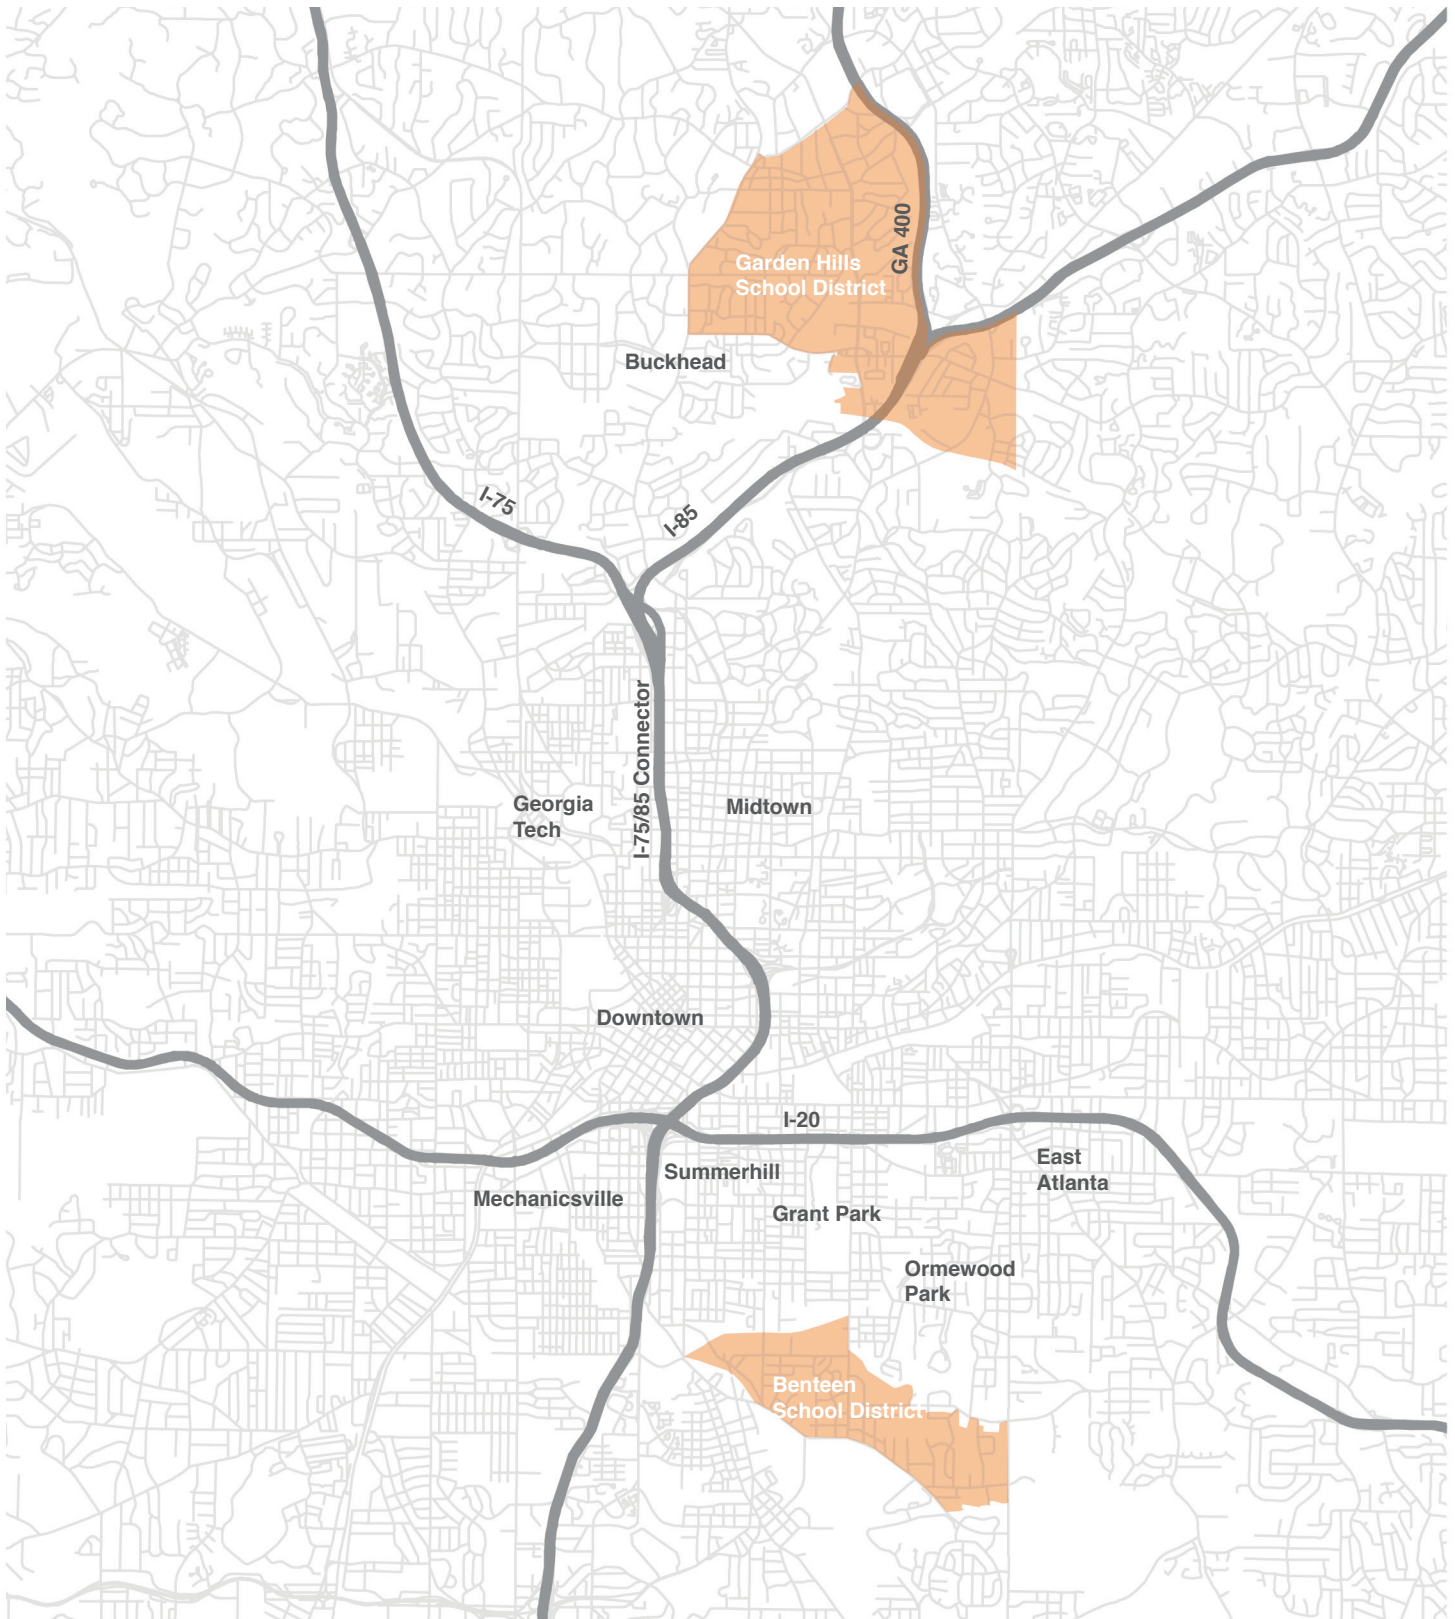 GA 400
Garden Hills
School District
Buckhead
I-75
I-85
I-75/85 Connector
Georgia
Tech
Midtown
Downtown
I-20
East
Atlanta
Summerhill
Mechanicsville
Grant Park
Ormewood
Park
Benteen
School District